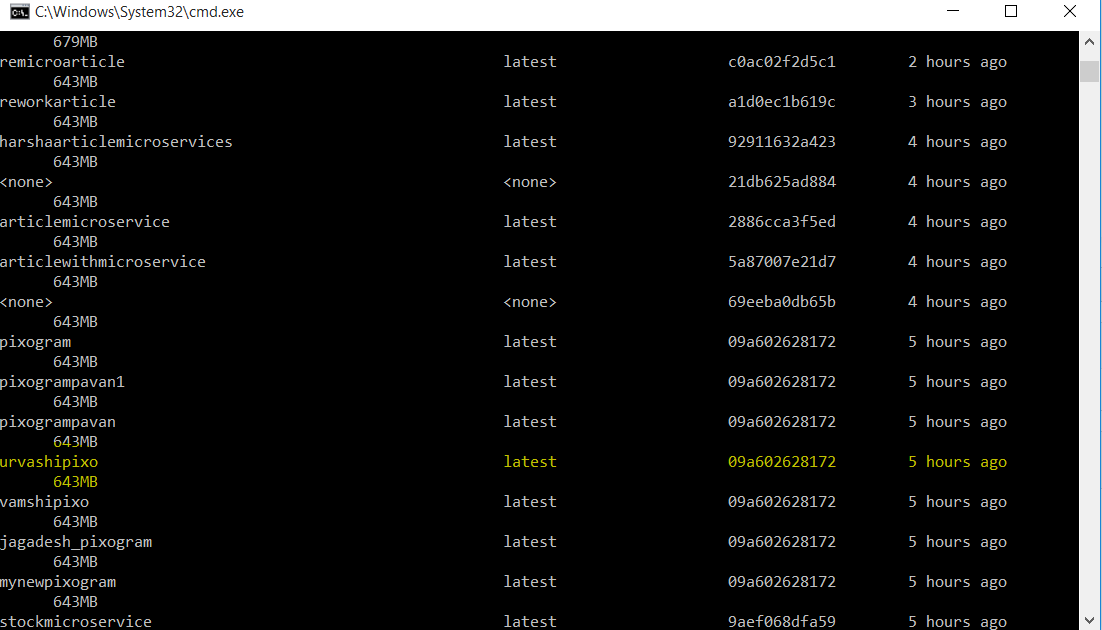 C:\Windows\System32\cmd.exe
679MB
remicroarticle latest c0ac02f2d5c1 2 hours ago
643MB
reworkarticle latest a1d0ec1b619c 3 hours ago
643MB
harshaarticlemicroservices latest 92911632a423 4 hours ago
643MB
<none> <none> 21db625ad884 4 hours ago
643MB
articlemicroservice latest 2886cca3f5ed 4 hours ago
643MB
articlewithmicroservice latest 5a87007e21d7 4 hours ago
643MB
<none> <none> 69eeba0db65b 4 hours ago
643MB
pixogram latest 09a602628172 5 hours ago
643MB
pixogrampavan1 latest 09a602628172 5 hours ago
643MB
pixogrampavan latest 09a602628172 5 hours ago
643MB
urvashipixo latest 09a602628172 5 hours ago
643MB
vamshipixo latest 09a602628172 5 hours ago
643MB
jagadesh_pixogram latest 09a602628172 5 hours ago
643MB
mynewpixogram latest 09a602628172 5 hours ago
643MB
stockmicroservice latest 9aef068dfa59 5 hours ago